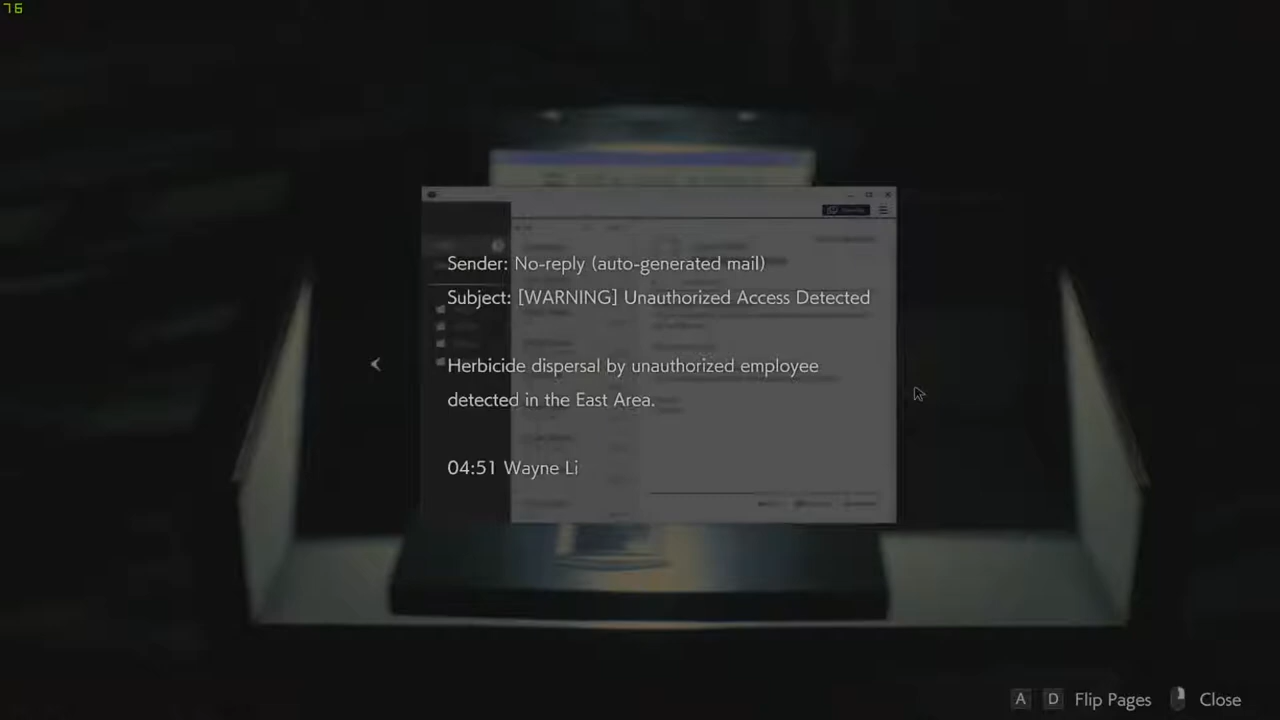 76
Sender: No-reply (auto-generated mail)
Subject: [WARNING] Unauthorized Access Detected
Herbicide dispersal by unauthorized employee
detected in the East Area.
04:51 Wayne Li
A D Flip Pages Close